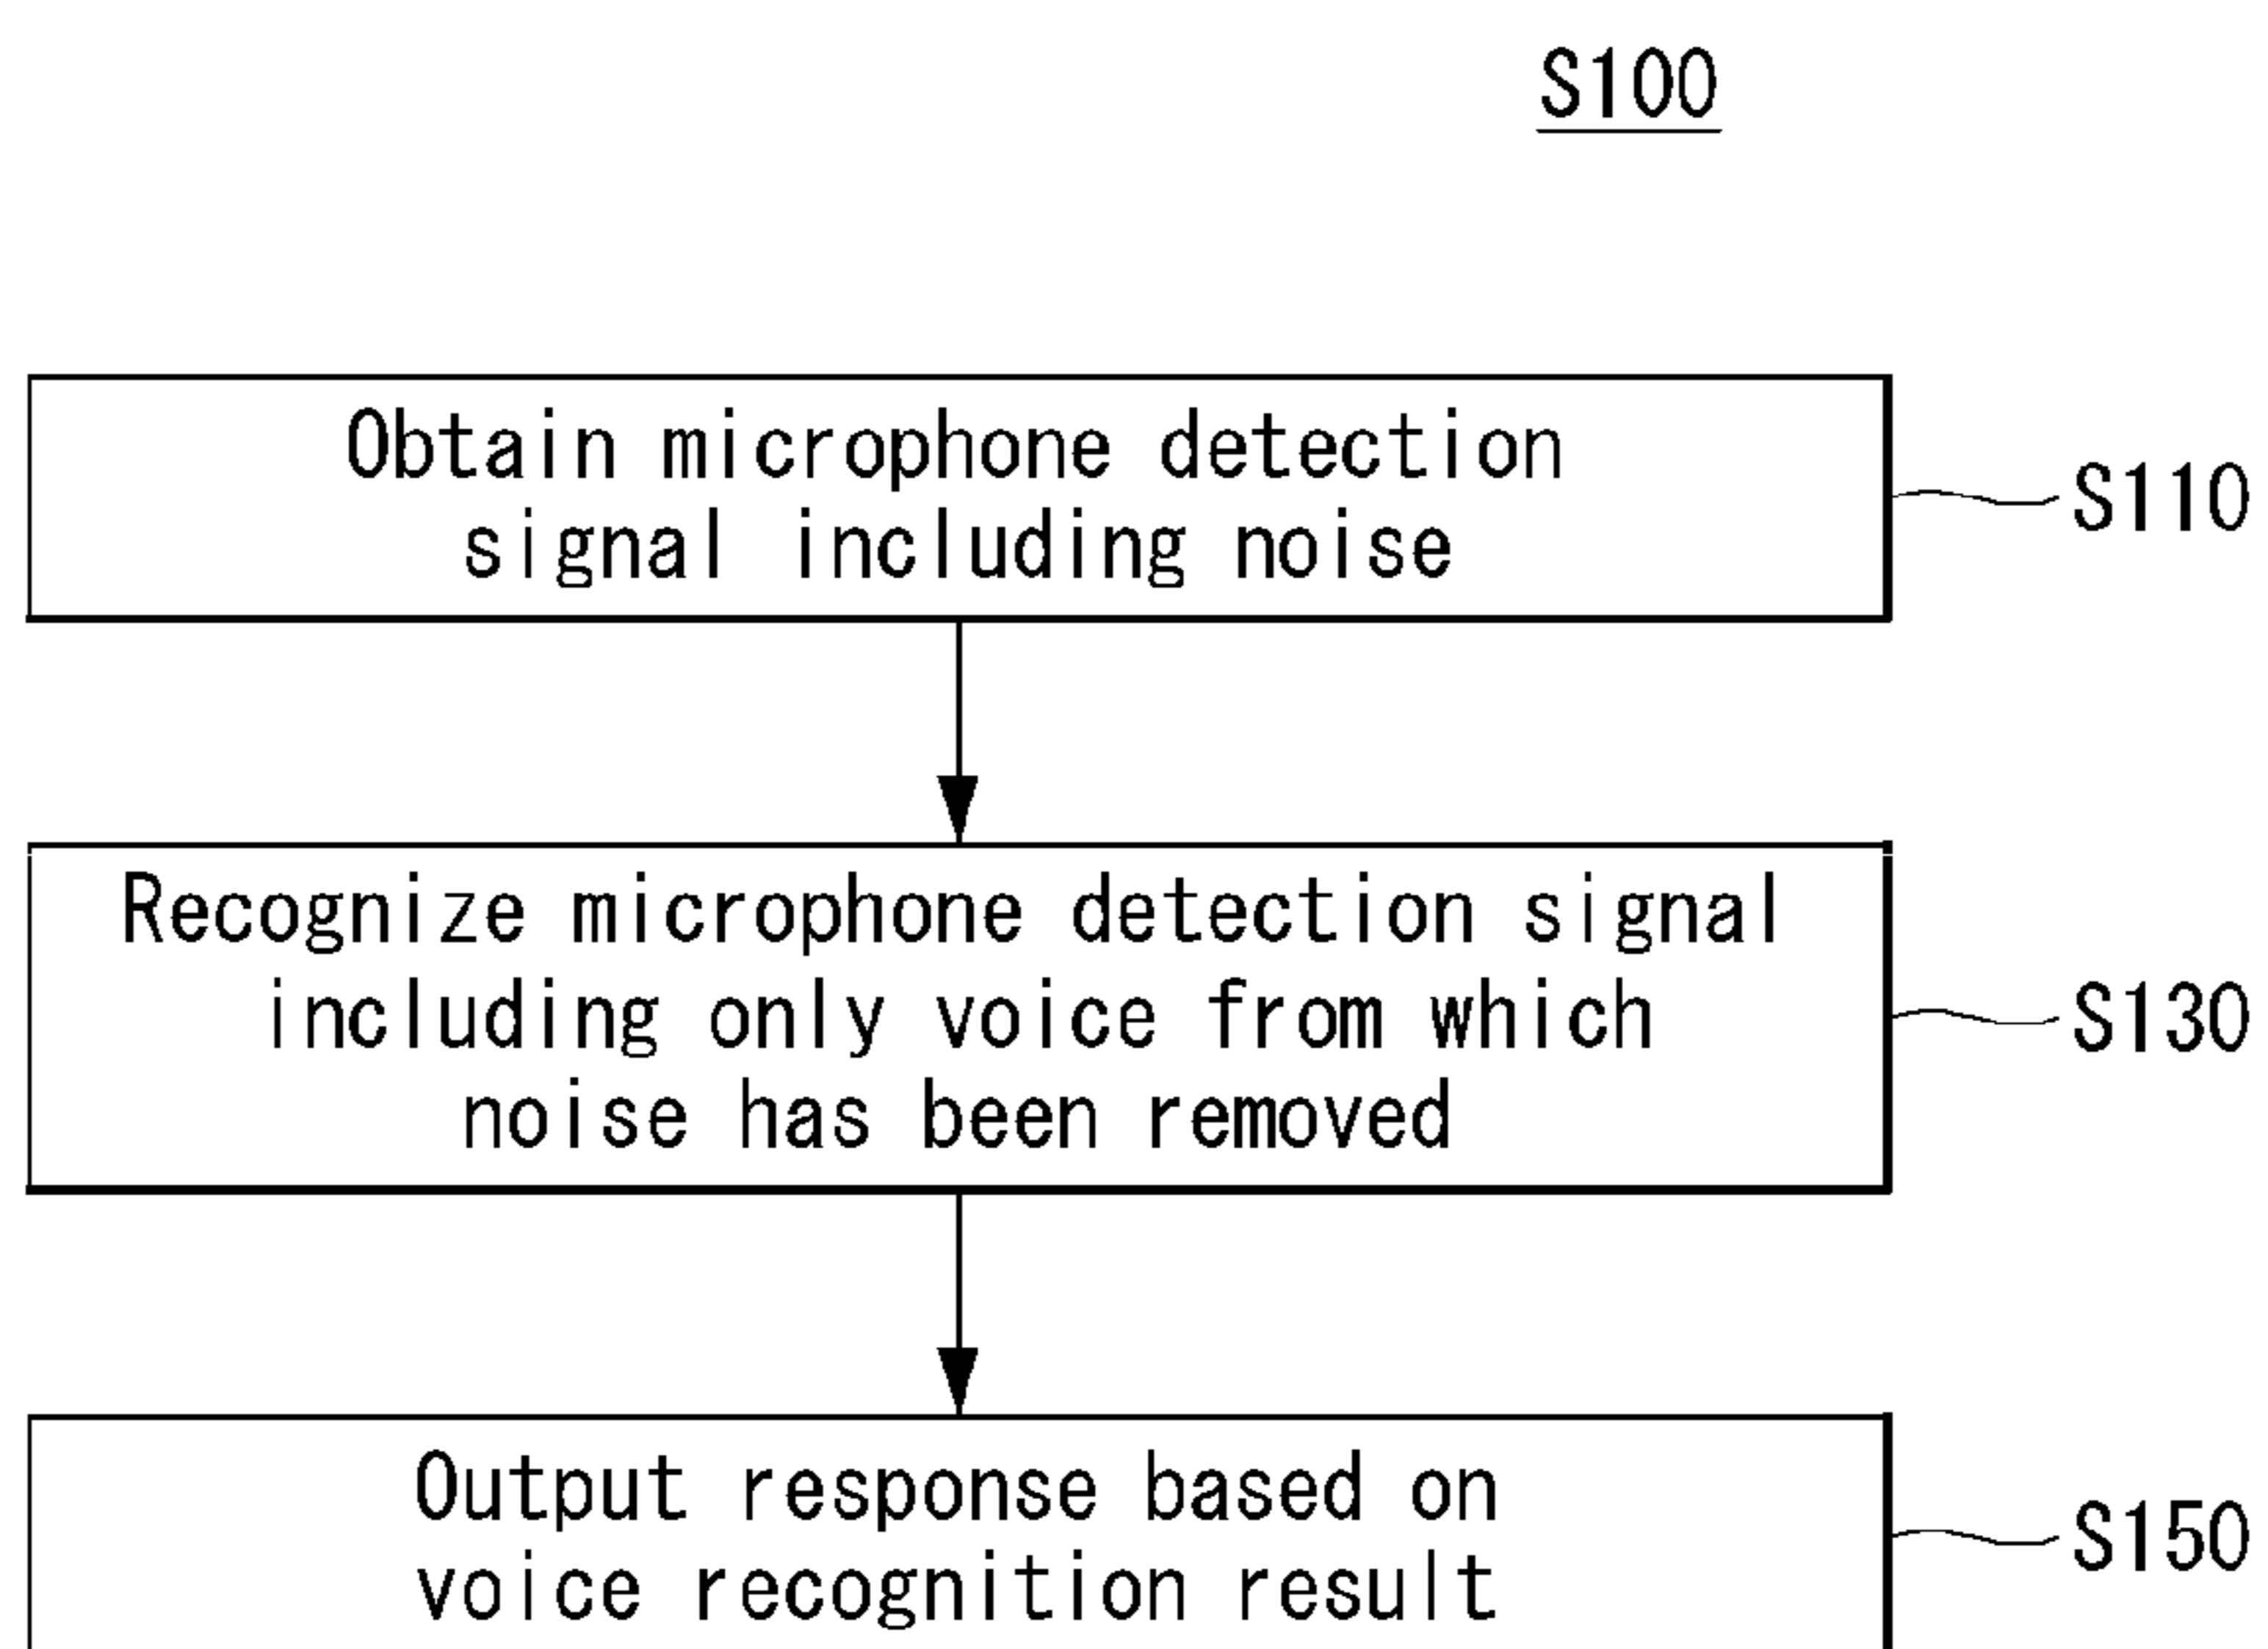 S100
Obtain microphone detection
signal including noise
S110
Recognize microphone detection signal
including only voice from which
noise has been removed
S130
Output response based on
voice recognition result
S150